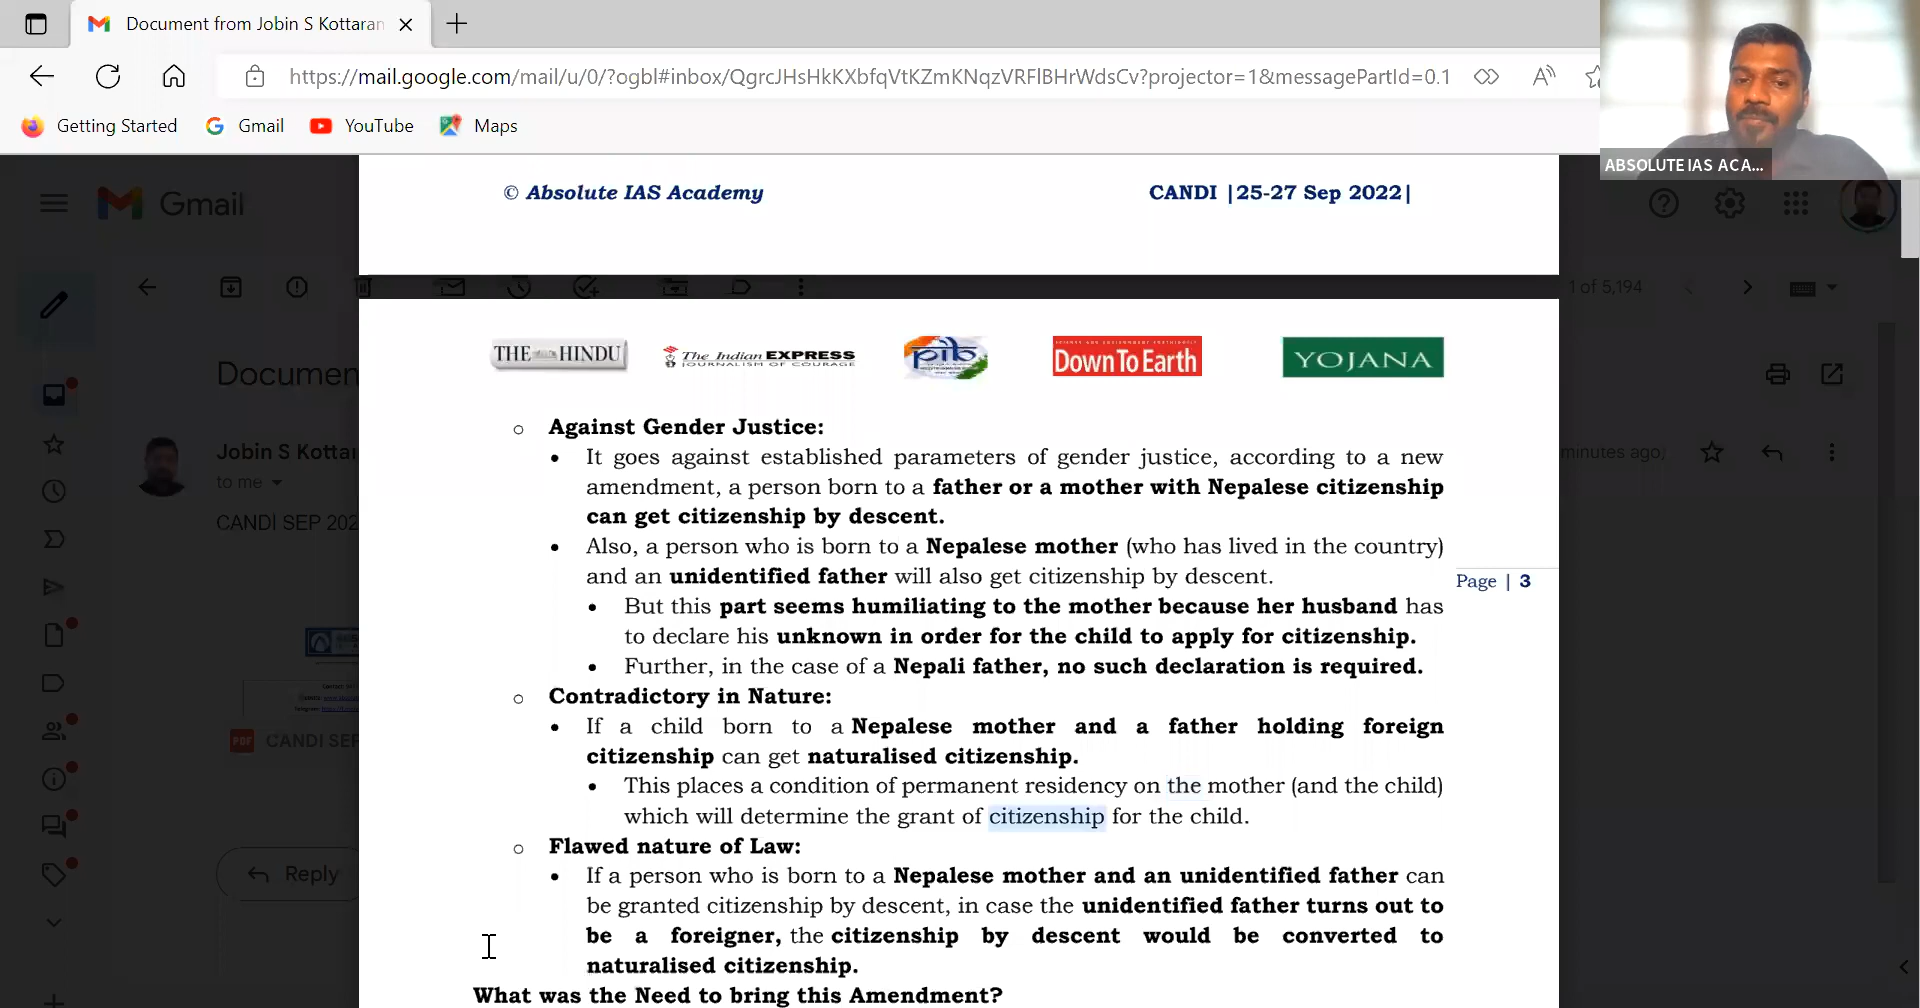 Document from Jobin S Kottaran
https://mail.google.com/mail/u/0/?ogbl#inbox/QgrcJHsHkKXbfqVtKZmKNqzVRFlBHrWdsCv?projector=1&messagePartId=0.1
Getting Started Gmail YouTube Maps
ABSOLUTE IAS ACA...
© Absolute IAS Academy CANDI |25-27 Sep 2022|
Gmail
1 of 5,194
THE HINDU The Indian EXPRESS pib DownToEarth YOJANA
JOURNALISM OF COURAGE
Documen
Against Gender Justice:
Jobin S Kottar minutes ago)
It goes against established parameters of gender justice, according to a new
to me
amendment, a person born to a father or a mother with Nepalese citizenship
can get citizenship by descent.
CANDI SEP 202
Also, a person who is born to a Nepalese mother (who has lived in the country)
and an unidentified father will also get citizenship by descent.
Page | 3
But this part seems humiliating to the mother because her husband has
to declare his unknown in order for the child to apply for citizenship.
Further, in the case of a Nepali father, no such declaration is required.
Contradictory in Nature:
If a child born to a Nepalese mother and a father holding foreign
PDF CANDI SEP
citizenship can get naturalised citizenship.
This places a condition of permanent residency on the mother (and the child)
which will determine the grant of citizenship for the child.
Flawed nature of Law:
Reply
If a person who is born to a Nepalese mother and an unidentified father can
be granted citizenship by descent, in case the unidentified father turns out to
be a foreigner, the citizenship by descent would be converted to
naturalised citizenship.
What was the Need to bring this Amendment?